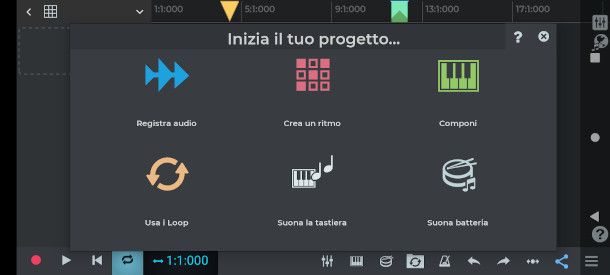 1:1:000 5:1:000 9:1:000 13:1:000 17:1:000
Inizia il tuo progetto...
?
Registra audio Crea un ritmo Componi
Usa i Loop Suona la tastiera Suona batteria
?
1:1:000